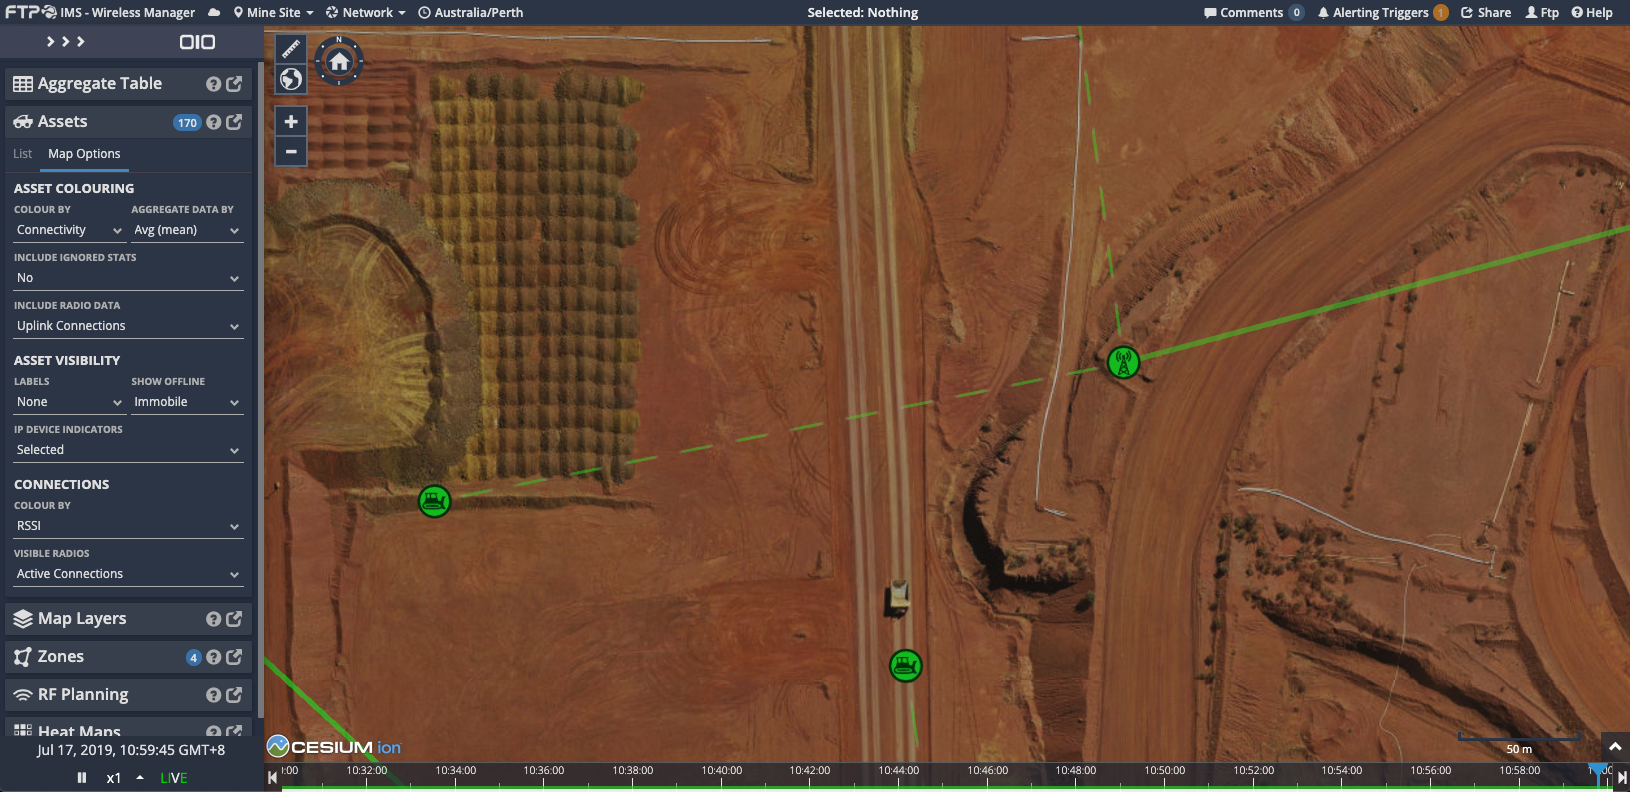 FTP IMS - Wireless Manager Mine Site Network Australia/Perth Selected: Nothing Comments 0 Alerting Triggers 1 Share Ftp Help
N
Aggregate Table
Assets 170
List Map Options
ASSET COLOURING
COLOUR BY AGGREGATE DATA BY
Connectivity Avg (mean)
INCLUDE IGNORED STATS
No
INCLUDE RADIO DATA
Uplink Connections
ASSET VISIBILITY
LABELS SHOW OFFLINE
None Immobile
IP DEVICE INDICATORS
Selected
CONNECTIONS
COLOUR BY
RSSI
VISIBLE RADIOS
Active Connections
Map Layers
Zones 4
RF Planning
Heat Maps
Jul 17, 2019, 10:59:45 GMT+8
x1 LIVE
CESIUM ion
50 m
10:32:00 10:34:00 10:36:00 10:38:00 10:40:00 10:42:00 10:44:00 10:46:00 10:48:00 10:50:00 10:52:00 10:54:00 10:56:00 10:58:00